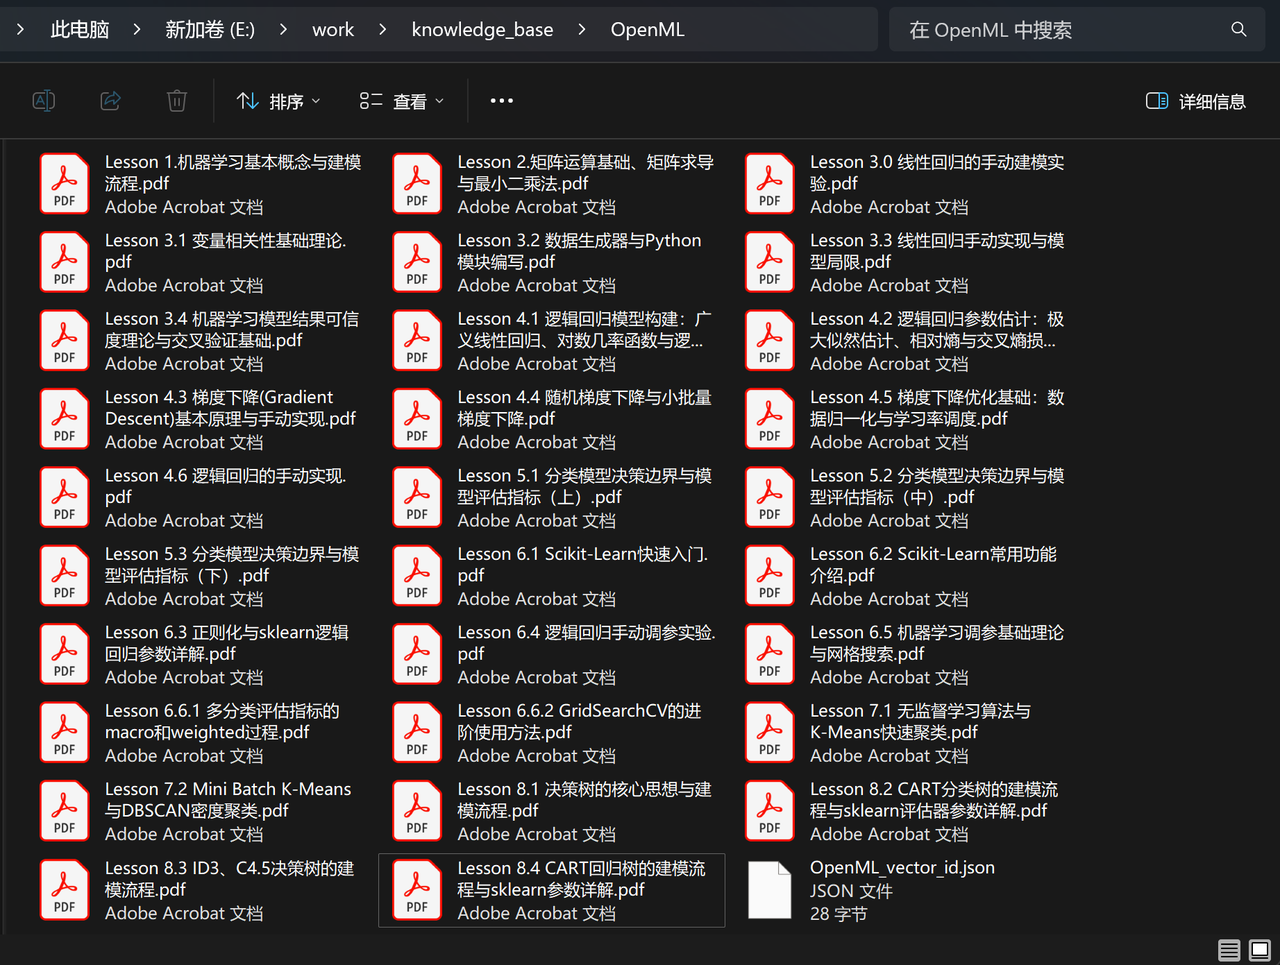 此电脑 新加卷 (E:) work knowledge_base OpenML
在 OpenML 中搜索
排序 查看 ··· 详细信息
Lesson 1.机器学习基本概念与建模
流程.pdf
Adobe Acrobat 文档
PDF
Lesson 2.矩阵运算基础、矩阵求导
与最小二乘法.pdf
Adobe Acrobat 文档
PDF
Lesson 3.0 线性回归的手动建模实
验.pdf
Adobe Acrobat 文档
PDF
Lesson 3.1 变量相关性基础理论.
pdf
Adobe Acrobat 文档
PDF
Lesson 3.2 数据生成器与Python
模块编写.pdf
Adobe Acrobat 文档
PDF
Lesson 3.3 线性回归手动实现与模
型局限.pdf
Adobe Acrobat 文档
PDF
Lesson 3.4 机器学习模型结果可信
度理论与交叉验证基础.pdf
Adobe Acrobat 文档
PDF
Lesson 4.1 逻辑回归模型构建：广
义线性回归、对数几率函数与逻...
Adobe Acrobat 文档
PDF
Lesson 4.2 逻辑回归参数估计：极
大似然估计、相对熵与交叉熵损...
Adobe Acrobat 文档
PDF
Lesson 4.3 梯度下降(Gradient
Descent)基本原理与手动实现.pdf
Adobe Acrobat 文档
PDF
Lesson 4.4 随机梯度下降与小批量
梯度下降.pdf
Adobe Acrobat 文档
PDF
Lesson 4.5 梯度下降优化基础：数
据归一化与学习率调度.pdf
Adobe Acrobat 文档
PDF
Lesson 4.6 逻辑回归的手动实现.
pdf
Adobe Acrobat 文档
PDF
Lesson 5.1 分类模型决策边界与模
型评估指标（上）.pdf
Adobe Acrobat 文档
PDF
Lesson 5.2 分类模型决策边界与模
型评估指标（中）.pdf
Adobe Acrobat 文档
PDF
Lesson 5.3 分类模型决策边界与模
型评估指标（下）.pdf
Adobe Acrobat 文档
PDF
Lesson 6.1 Scikit-Learn快速入门.
pdf
Adobe Acrobat 文档
PDF
Lesson 6.2 Scikit-Learn常用功能
介绍.pdf
Adobe Acrobat 文档
PDF
Lesson 6.3 正则化与sklearn逻辑
回归参数详解.pdf
Adobe Acrobat 文档
PDF
Lesson 6.4 逻辑回归手动调参实验.
pdf
Adobe Acrobat 文档
PDF
Lesson 6.5 机器学习调参基础理论
与网格搜索.pdf
Adobe Acrobat 文档
PDF
Lesson 6.6.1 多分类评估指标的
macro和weighted过程.pdf
Adobe Acrobat 文档
PDF
Lesson 6.6.2 GridSearchCV的进
阶使用方法.pdf
Adobe Acrobat 文档
PDF
Lesson 7.1 无监督学习算法与
K-Means快速聚类.pdf
Adobe Acrobat 文档
PDF
Lesson 7.2 Mini Batch K-Means
与DBSCAN密度聚类.pdf
Adobe Acrobat 文档
PDF
Lesson 8.1 决策树的核心思想与建
模流程.pdf
Adobe Acrobat 文档
PDF
Lesson 8.2 CART分类树的建模流
程与sklearn评估器参数详解.pdf
Adobe Acrobat 文档
PDF
Lesson 8.3 ID3、C4.5决策树的建
模流程.pdf
Adobe Acrobat 文档
PDF
Lesson 8.4 CART回归树的建模流
程与sklearn参数详解.pdf
Adobe Acrobat 文档
PDF
OpenML_vector_id.json
JSON 文件
28 字节